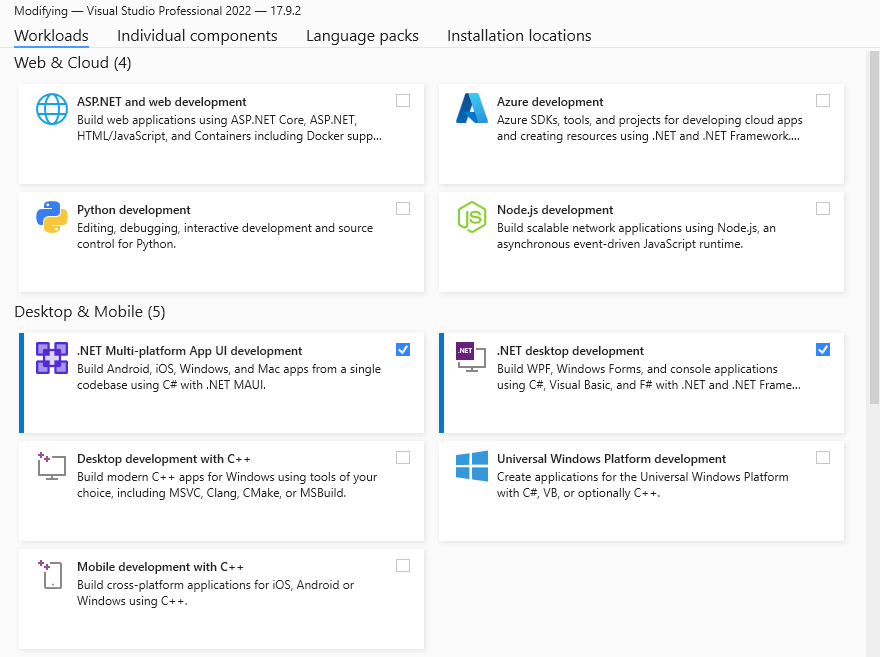 Modifying — Visual Studio Professional 2022 — 17.9.2
Workloads Individual components Language packs Installation locations
Web & Cloud (4)
ASP.NET and web development
Build web applications using ASP.NET Core, ASP.NET,
HTML/JavaScript, and Containers including Docker supp...
Azure development
Azure SDKs, tools, and projects for developing cloud apps
and creating resources using .NET and .NET Framework....
Python development
Editing, debugging, interactive development and source
control for Python.
JS
Node.js development
Build scalable network applications using Node.js, an
asynchronous event-driven JavaScript runtime.
Desktop & Mobile (5)
.NET Multi-platform App UI development
Build Android, iOS, Windows, and Mac apps from a single
codebase using C# with .NET MAUI.
.NET
.NET desktop development
Build WPF, Windows Forms, and console applications
using C#, Visual Basic, and F# with .NET and .NET Frame...
Desktop development with C++
Build modern C++ apps for Windows using tools of your
choice, including MSVC, Clang, CMake, or MSBuild.
Universal Windows Platform development
Create applications for the Universal Windows Platform
with C#, VB, or optionally C++.
Mobile development with C++
Build cross-platform applications for iOS, Android or
Windows using C++.